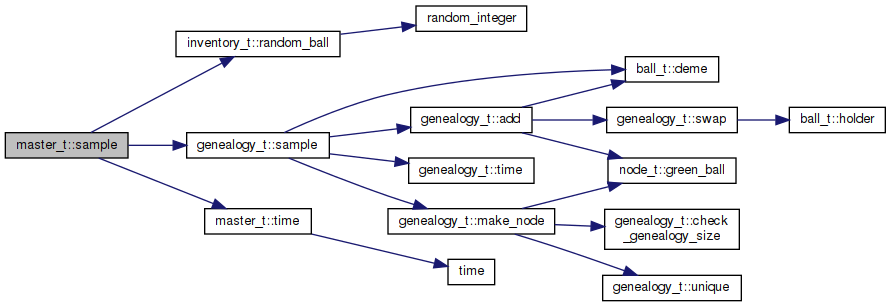 random_integer
inventory_t::random_ball
ball_t::deme
genealogy_t::add
genealogy_t::swap
ball_t::holder
master_t::sample
genealogy_t::sample
genealogy_t::time
node_t::green_ball
master_t::time
genealogy_t::make_node
genealogy_t::check
_genealogy_size
time
genealogy_t::unique